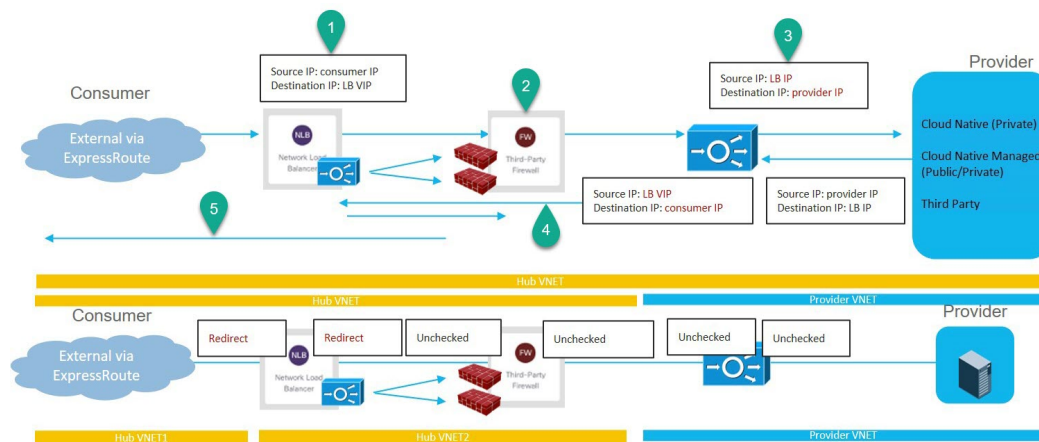 1
3
Source IP: consumer IP
Destination IP: LB VIP
2
Source IP: LB IP
Destination IP: provider IP
Provider
Consumer
External via
ExpressRoute
NLB
Network Load
Balancer
FW
Third-Party
Firewall
Cloud Native (Private)
Cloud Native Managed
(Public/Private)
Third Party
Source IP: LB VIP
Destination IP: consumer IP
Source IP: provider IP
Destination IP: LB IP
5
4
Hub VNET
Hub VNET
Provider VNET
Consumer
Provider
Redirect
Redirect
Unchecked
Unchecked
Unchecked
Unchecked
External via
ExpressRoute
NLB
Network Load
Balancer
FW
Third-Party
Firewall
Hub VNET1
Hub VNET2
Provider VNET